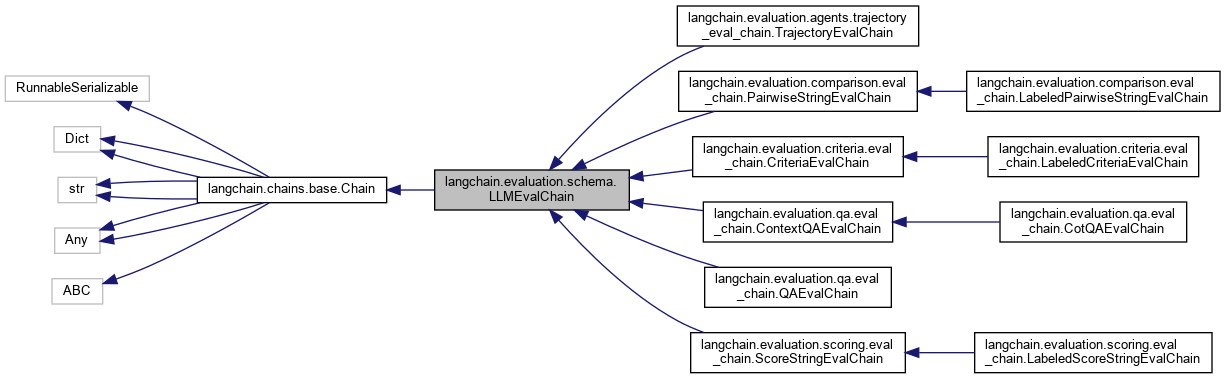 RunnableSerializable
Dict
str
Any
ABC
langchain.chains.base.Chain
langchain.evaluation.schema.
LLMEvalChain
langchain.evaluation.agents.trajectory
_eval_chain.TrajectoryEvalChain
langchain.evaluation.comparison.eval
_chain.PairwiseStringEvalChain
langchain.evaluation.comparison.eval
_chain.LabeledPairwiseStringEvalChain
langchain.evaluation.criteria.eval
_chain.CriteriaEvalChain
langchain.evaluation.criteria.eval
_chain.LabeledCriteriaEvalChain
langchain.evaluation.qa.eval
_chain.ContextQAEvalChain
langchain.evaluation.qa.eval
_chain.CotQAEvalChain
langchain.evaluation.qa.eval
_chain.QAEvalChain
langchain.evaluation.scoring.eval
_chain.ScoreStringEvalChain
langchain.evaluation.scoring.eval
_chain.LabeledScoreStringEvalChain